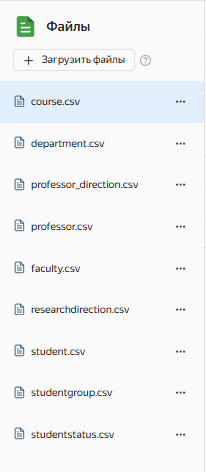 Файлы
+ Загрузить файлы ?
course.csv ...
department.csv ...
professor_direction.csv ...
professor.csv ...
faculty.csv ...
researchdirection.csv ...
student.csv ...
studentgroup.csv ...
studentstatus.csv ...